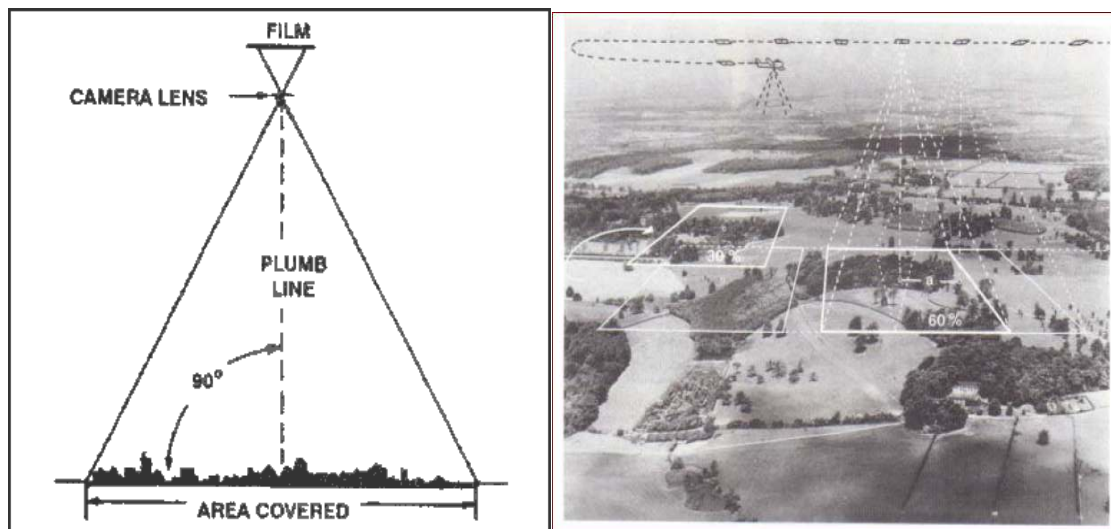 FILM
CAMERA LENS
PLUMB
LINE
90°
AREA COVERED
30 %
a
60 %